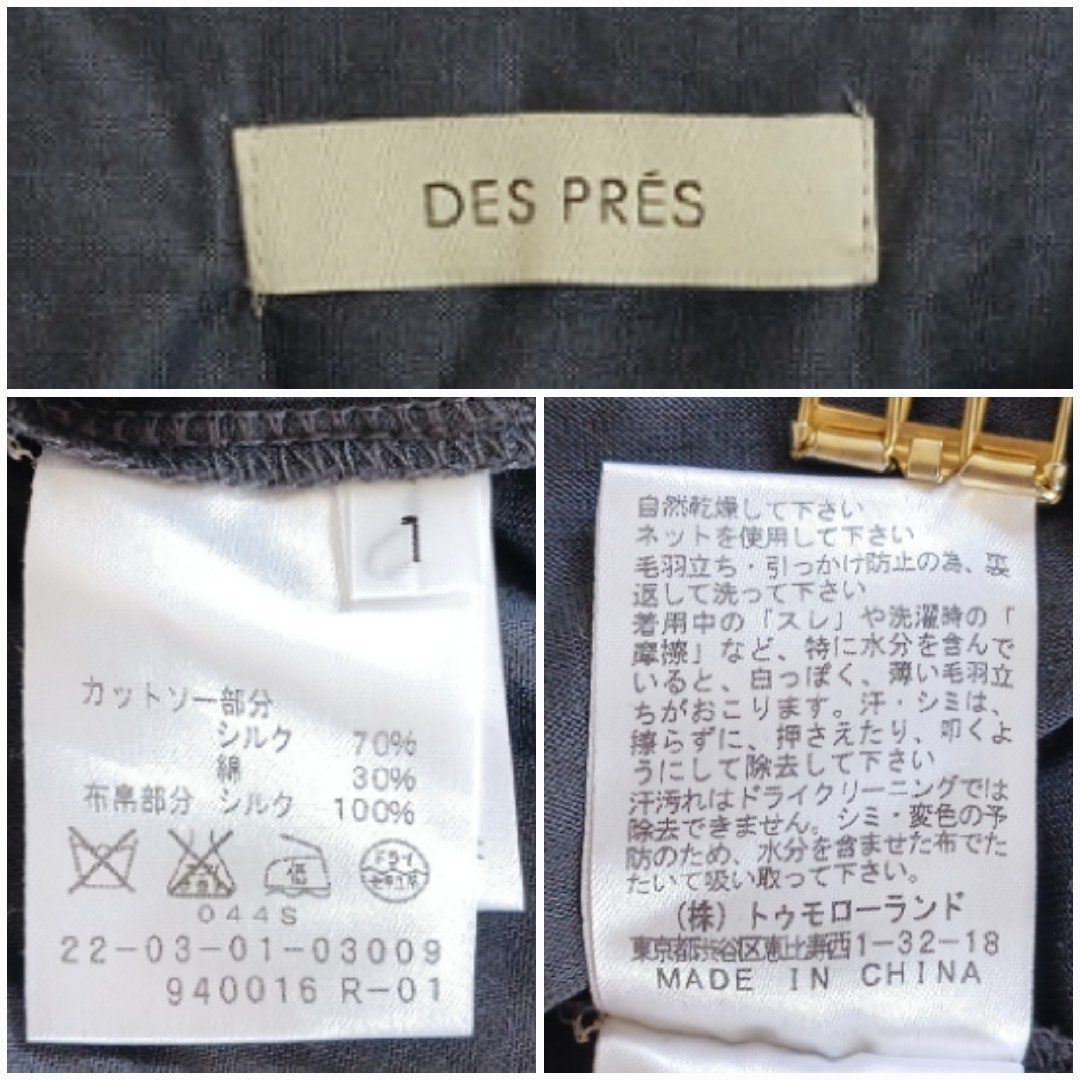 DES PRÉS
1
カットソー部分
シルク 70%
綿 30%
布帛部分 シルク 100%
低
ドライ
044S
22-03-01-03009
940016 R-01
自然乾燥して下さい
ネットを使用して下さい
毛羽立ち・引っかけ防止の為、裏
返して洗って下さい
着用中の「スレ」や洗濯時の「
摩擦」など、特に水分を含んで
いると、白っぽく、薄い毛羽立
ちがおこります。汗・シミは、
擦らずに、押さえたり、叩くよ
うにして除去して下さい
汗汚れはドライクリーニングでは
除去できません。シミ・変色の予
防のため、水分を含ませた布でた
たいて吸い取って下さい。
(株)トゥモローランド
東京都渋谷区恵比寿西1-32-18
MADE IN CHINA